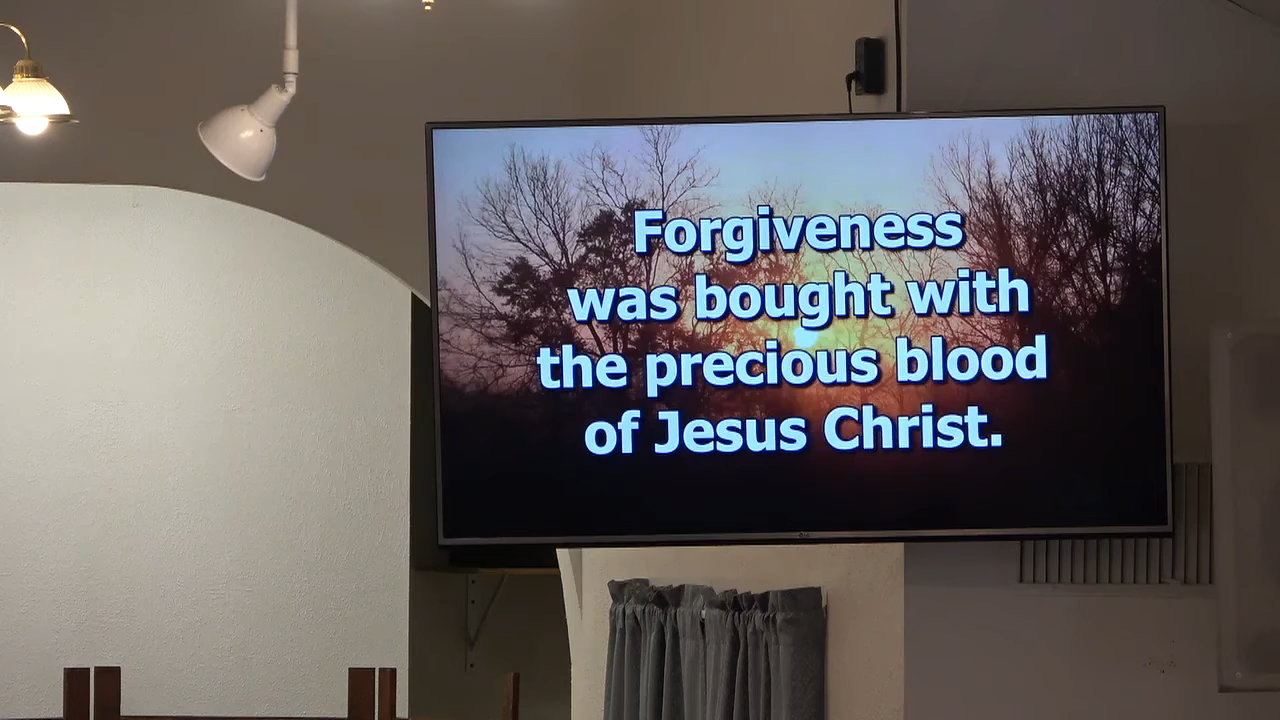 Forgiveness
was bought with
the precious blood
of Jesus Christ.